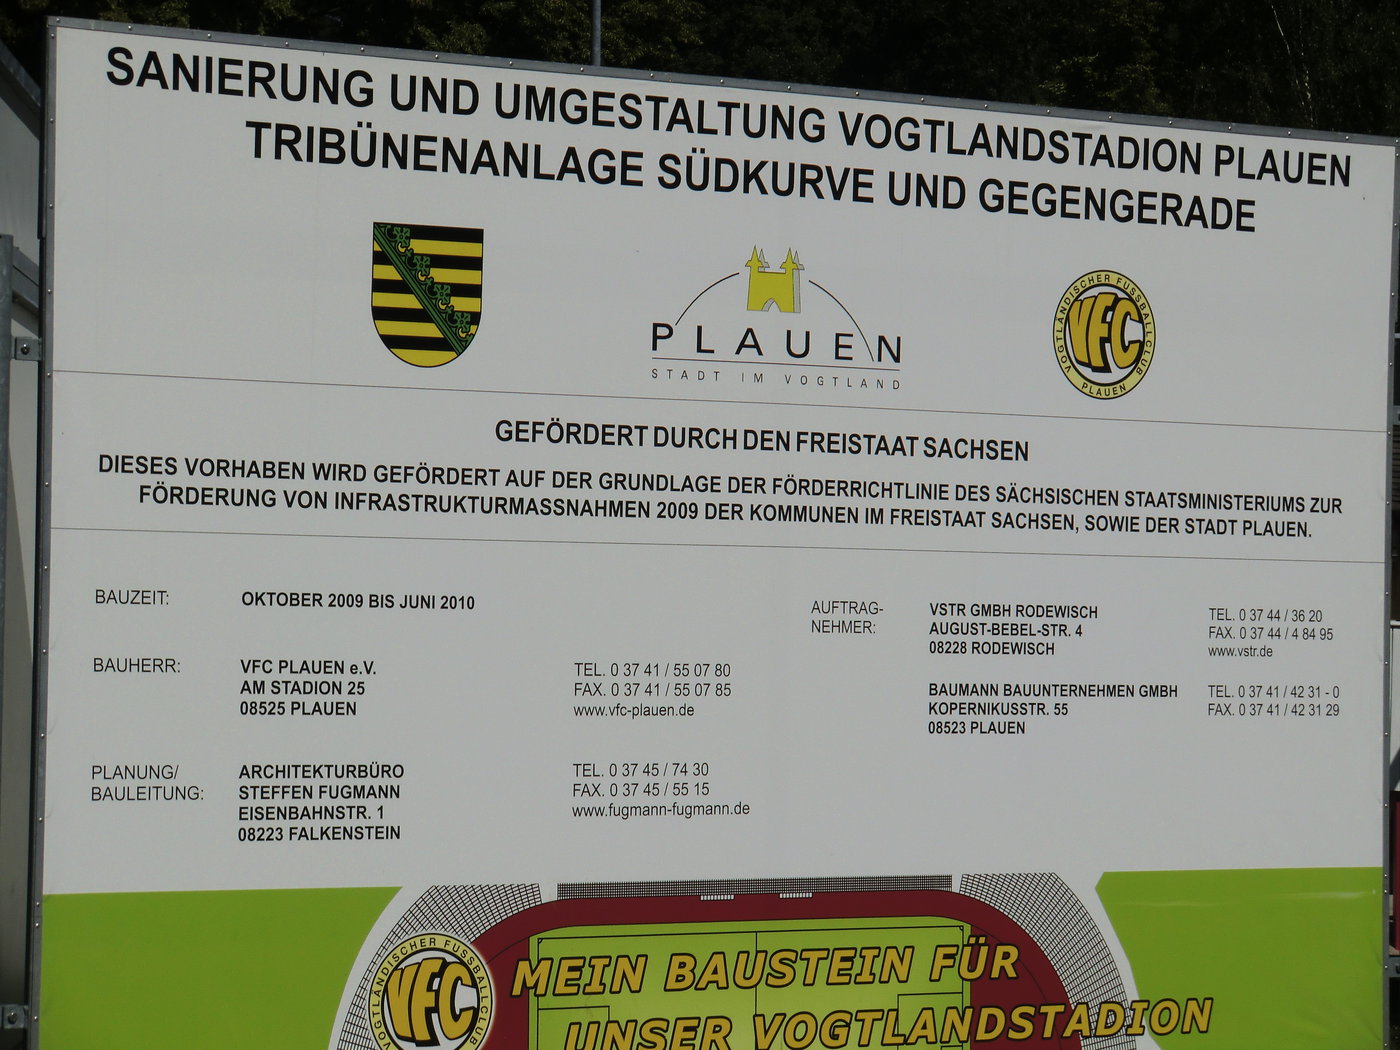 SANIERUNG UND UMGESTALTUNG VOGTLANDSTADION PLAUEN
TRIBÜNENANLAGE SÜDKURVE UND GEGENGERADE
PLAUEN
STADT IM VOGTLAND
VOGTLÄNDISCHER FUSSBALLCLUB
VFC
PLAUEN
GEFÖRDERT DURCH DEN FREISTAAT SACHSEN
DIESES VORHABEN WIRD GEFÖRDERT AUF DER GRUNDLAGE DER FÖRDERRICHTLINIE DES SÄCHSISCHEN STAATSMINISTERIUMS ZUR
FÖRDERUNG VON INFRASTRUKTURMASSNAHMEN 2009 DER KOMMUNEN IM FREISTAAT SACHSEN, SOWIE DER STADT PLAUEN.
BAUZEIT: OKTOBER 2009 BIS JUNI 2010
BAUHERR: VFC PLAUEN e.V. TEL. 0 37 41 / 55 07 80
AM STADION 25 FAX. 0 37 41 / 55 07 85
08525 PLAUEN www.vfc-plauen.de
PLANUNG/ ARCHITEKTURBÜRO TEL. 0 37 45 / 74 30
BAULEITUNG: STEFFEN FUGMANN FAX. 0 37 45 / 55 15
EISENBAHNSTR. 1 www.fugmann-fugmann.de
08223 FALKENSTEIN
AUFTRAG- VSTR GMBH RODEWISCH TEL. 0 37 44 / 36 20
NEHMER: AUGUST-BEBEL-STR. 4 FAX. 0 37 44 / 4 84 95
08228 RODEWISCH www.vstr.de
BAUMANN BAUUNTERNEHMEN GMBH TEL. 0 37 41 / 42 31 - 0
KOPERNIKUSSTR. 55 FAX. 0 37 41 / 42 31 29
08523 PLAUEN
VOGTLÄNDISCHER FUSSBALLCLUB
VFC
MEIN BAUSTEIN FÜR
UNSER VOGTLANDSTADION